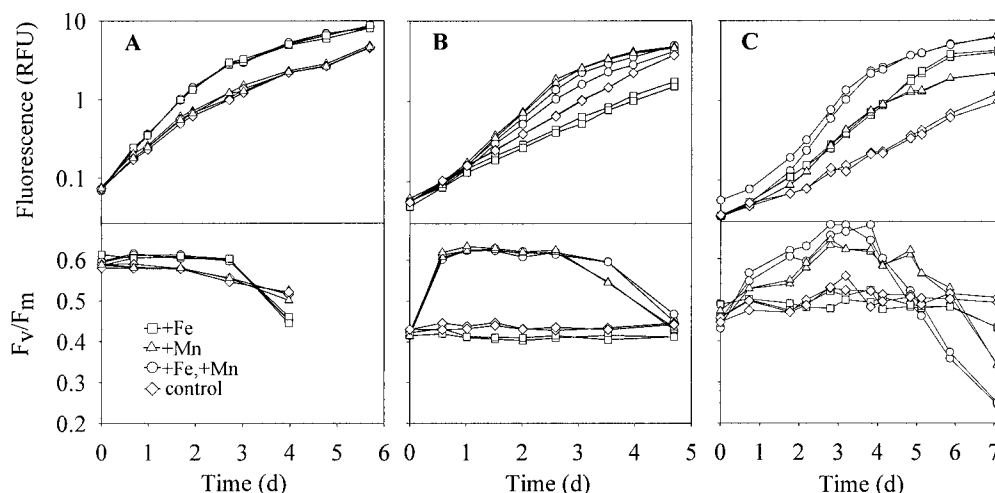 10
1
0.1
Fluorescence (RFU)
A
B
C
0.6
0.5
0.4
0.3
0.2
Fv/Fm
+Fe
+Mn
+Fe,+Mn
control
0 1 2 3 4 5 6
0 1 2 3 4 5
0 1 2 3 4 5 6 7
Time (d)
Time (d)
Time (d)